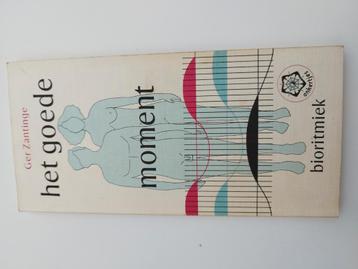 Ger Zantinge
het goede
moment
bioritmiek